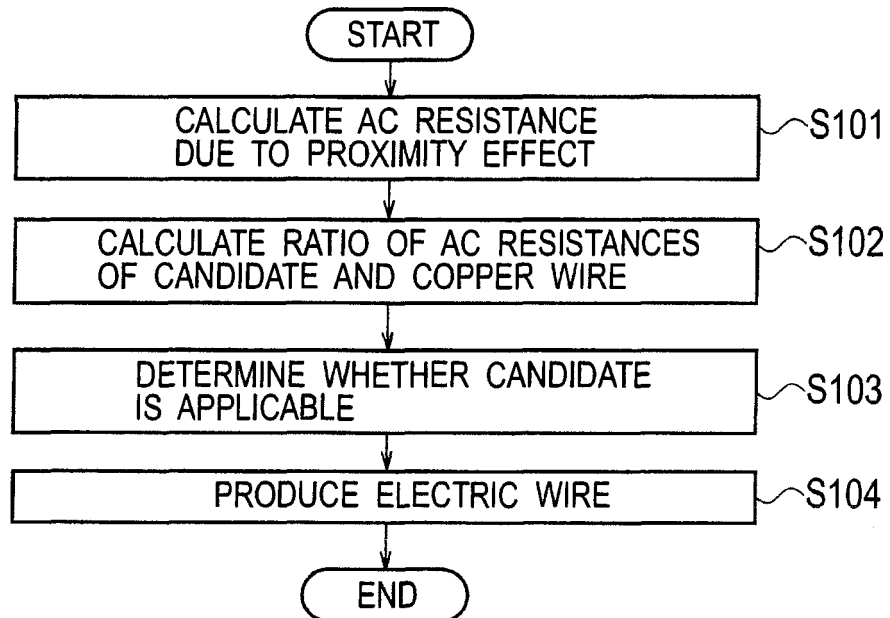 START
CALCULATE AC RESISTANCE
DUE TO PROXIMITY EFFECT
S101
CALCULATE RATIO OF AC RESISTANCES
OF CANDIDATE AND COPPER WIRE
S102
DETERMINE WHETHER CANDIDATE
IS APPLICABLE
S103
PRODUCE ELECTRIC WIRE
S104
END